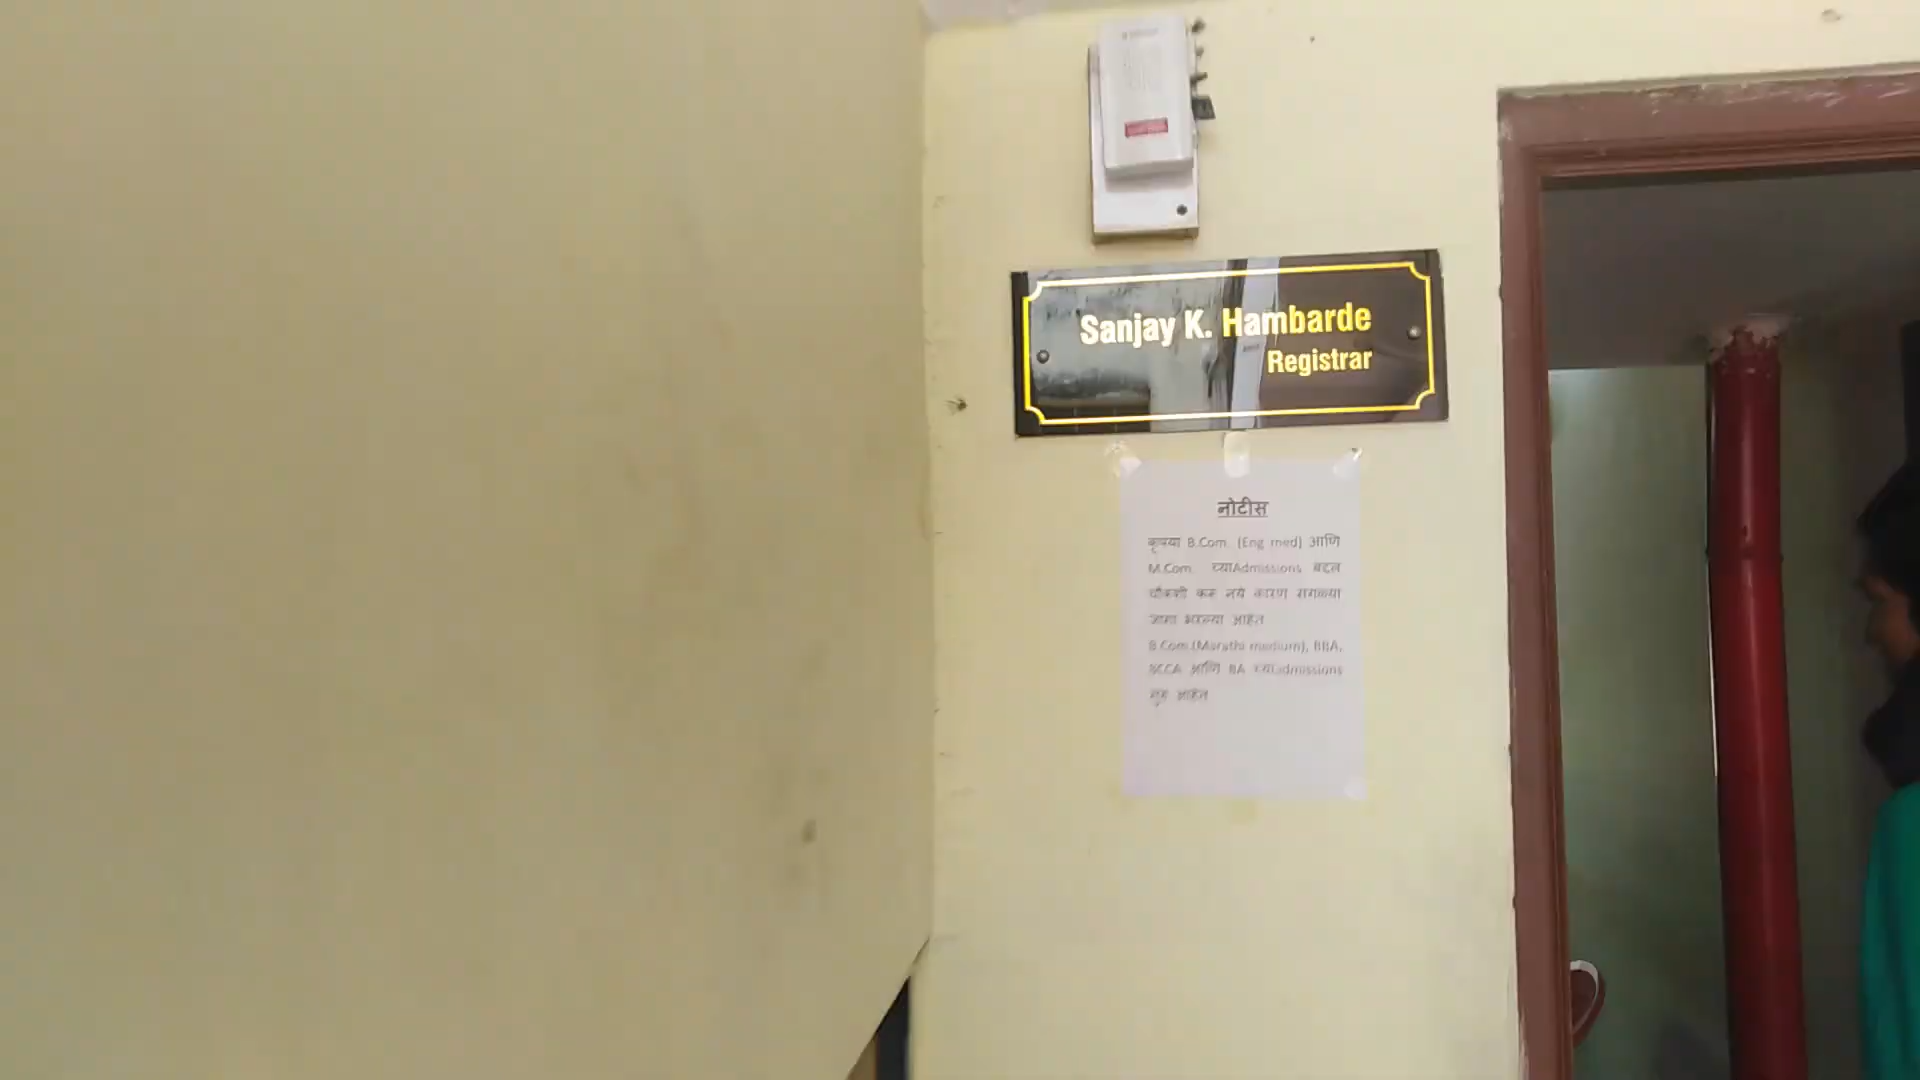 Sanjay K. Hambarde
Registrar
नोटीस
कृपया B.Com. (Eng med) आणि
M.Com. च्याAdmissions बद्दल
चौकशी करू नये कारण सगळ्या
जागा भरल्या आहेत
B.Com.(Marathi medium), BBA,
BCCA आणि BA च्याadmissions
सुरु आहेत